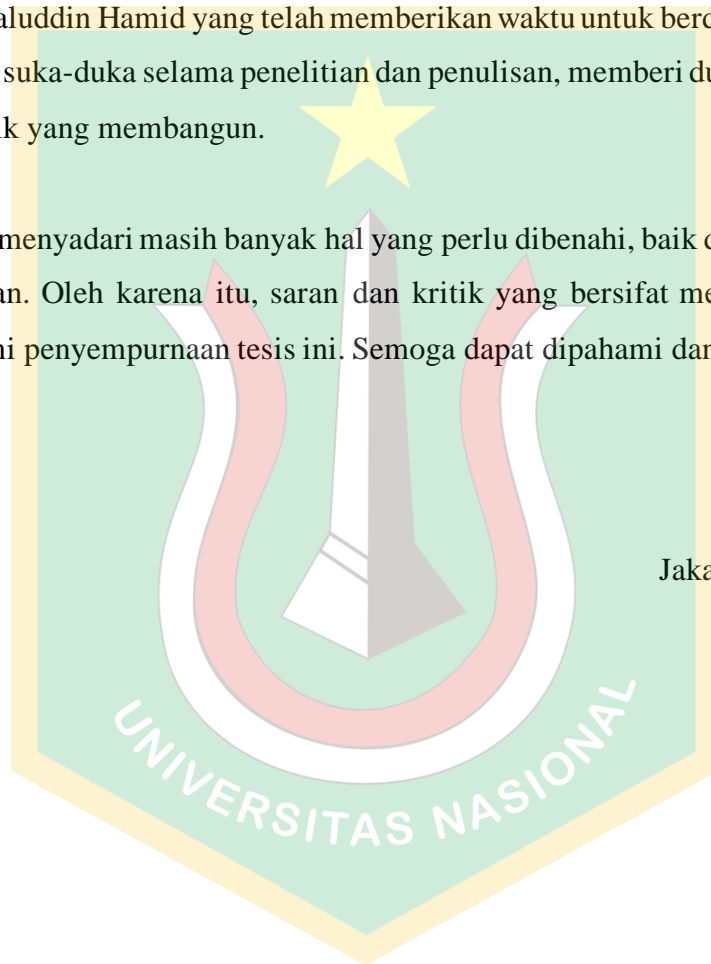 aluddin Hamid yang telah memberikan waktu untuk berd
suka-duka selama penelitian dan penulisan, memberi du
ik yang membangun.
menyadari masih banyak hal yang perlu dibenahi, baik d
an. Oleh karena itu, saran dan kritik yang bersifat me
ni penyempurnaan tesis ini. Semoga dapat dipahami dan
Jaka
UNIVERSITAS NASIONAL